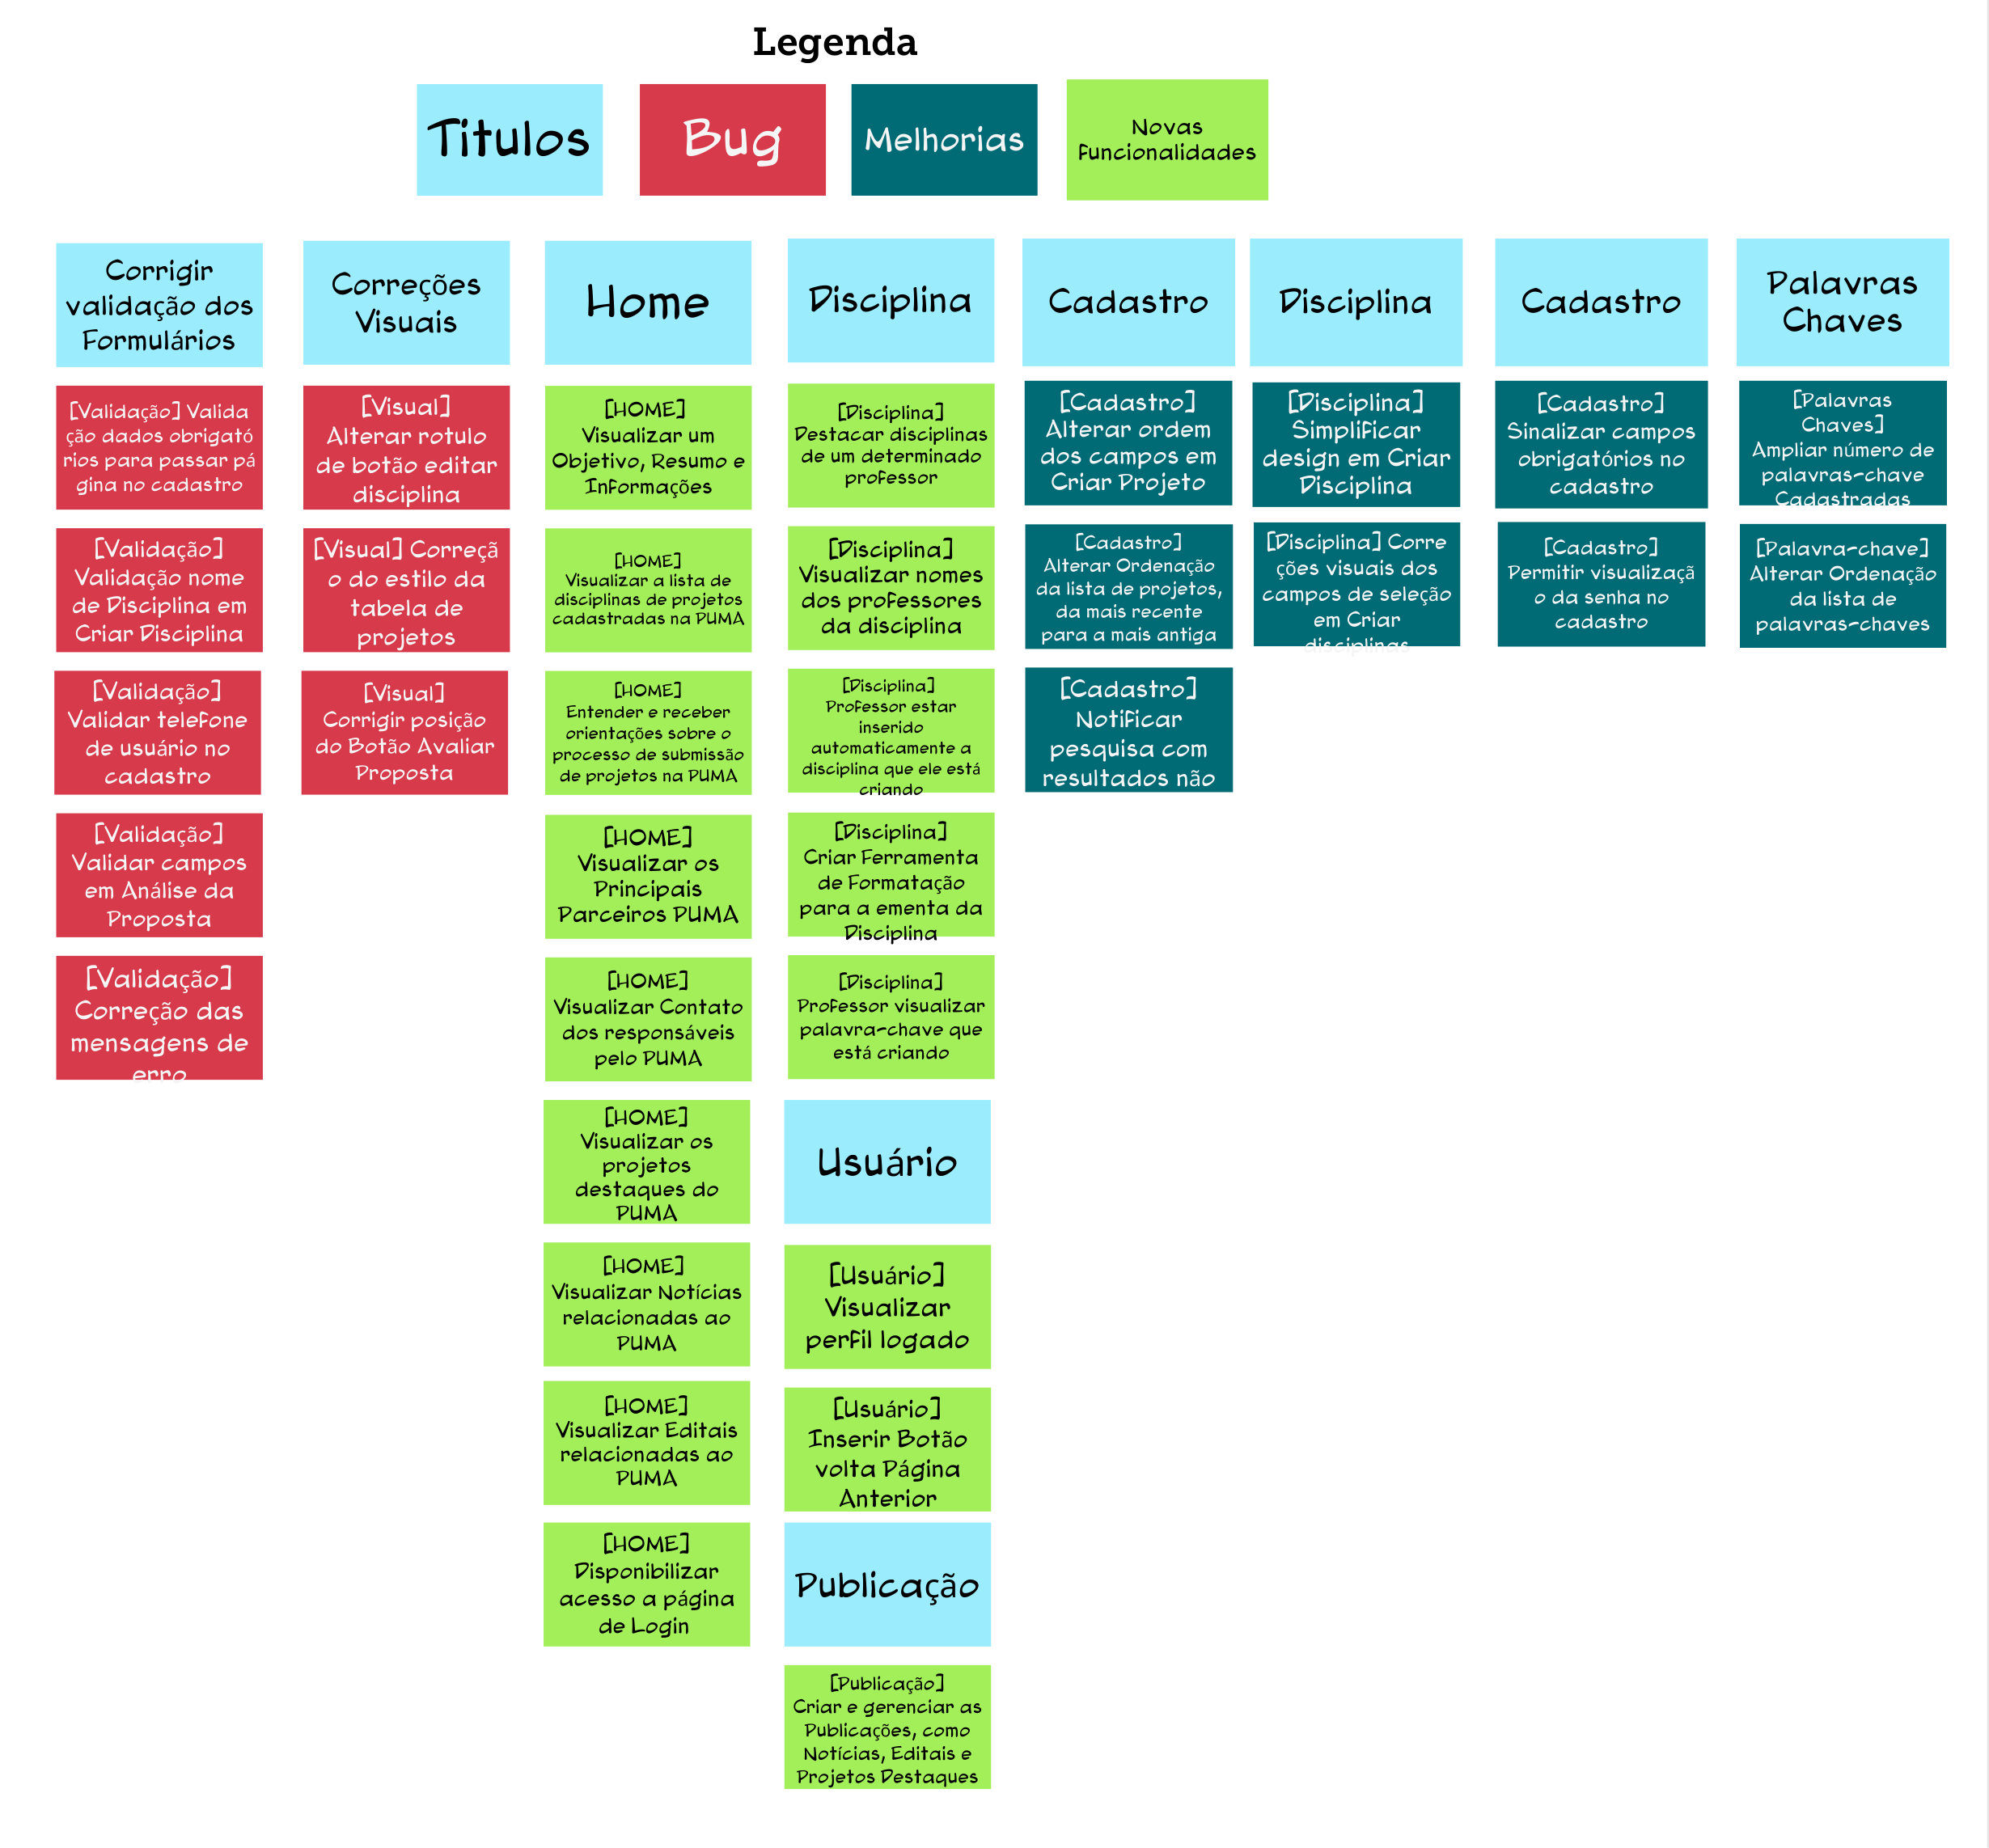 Legenda
Titulos
Bug
Melhorias
Novas
Funcionalidades
Corrigir
validação dos
Formulários
[Validação] Valida
ção dados obrigató
rios para passar pá
gina no cadastro
[Validação]
Validação nome
de Disciplina em
Criar Disciplina
[Validação]
Validar telefone
de usuário no
cadastro
[Validação]
Validar campos
em Análise da
Proposta
[Validação]
Correção das
mensagens de
erro
Correções
Visuais
[Visual]
Alterar rotulo
de botão editar
disciplina
[Visual] Correçã
o do estilo da
tabela de
projetos
[Visual]
Corrigir posição
do Botão Avaliar
Proposta
Home
[HOME]
Visualizar um
Objetivo, Resumo e
Informações
[HOME]
Visualizar a lista de
disciplinas de projetos
cadastradas na PUMA
[HOME]
Entender e receber
orientações sobre o
processo de submissão
de projetos na PUMA
[HOME]
Visualizar os
Principais
Parceiros PUMA
[HOME]
Visualizar Contato
dos responsáveis
pelo PUMA
[HOME]
Visualizar os
projetos
destaques do
PUMA
[HOME]
Visualizar Notícias
relacionadas ao
PUMA
[HOME]
Visualizar Editais
relacionadas ao
PUMA
[HOME]
Disponibilizar
acesso a página
de Login
Disciplina
[Disciplina]
Destacar disciplinas
de um determinado
professor
[Disciplina]
Visualizar nomes
dos professores
da disciplina
[Disciplina]
Professor estar
inserido
automaticamente a
disciplina que ele está
criando
[Disciplina]
Criar Ferramenta
de Formatação
para a ementa da
Disciplina
[Disciplina]
Professor visualizar
palavra-chave que
está criando
Usuário
[Usuário]
Visualizar
perfil logado
[Usuário]
Inserir Botão
volta Página
Anterior
Publicação
[Publicação]
Criar e gerenciar as
Publicações, como
Notícias, Editais e
Projetos Destaques
Cadastro
[Cadastro]
Alterar ordem
dos campos em
Criar Projeto
[Cadastro]
Alterar Ordenação
da lista de projetos,
da mais recente
para a mais antiga
[Cadastro]
Notificar
pesquisa com
resultados não
Disciplina
[Disciplina]
Simplificar
design em Criar
Disciplina
[Disciplina] Corre
ções visuais dos
campos de seleção
em Criar
disciplinas
Cadastro
[Cadastro]
Sinalizar campos
obrigatórios no
cadastro
[Cadastro]
Permitir visualizaçã
o da senha no
cadastro
Palavras
Chaves
[Palavras
Chaves]
Ampliar número de
palavras-chave
Cadastradas
[Palavra-chave]
Alterar Ordenação
da lista de
palavras-chaves